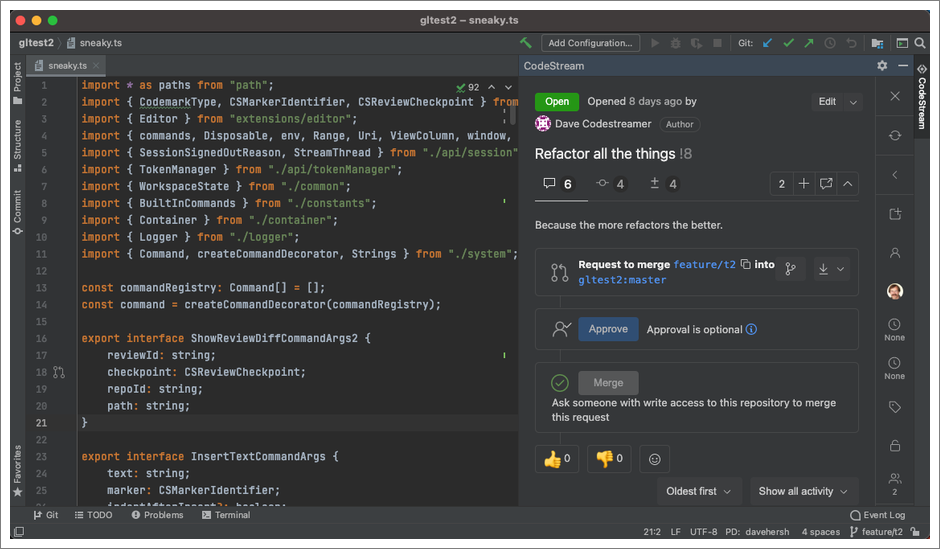 gltest2 – sneaky.ts
gltest2 sneaky.ts
Add Configuration...
Git:
sneaky.ts
CodeStream
Project
Structure
Commit
Favorites
CodeStream
92
1 import * as paths from "path";
2 import { CodemarkType, CSMarkerIdentifier, CSReviewCheckpoint } from
3 import { Editor } from "extensions/editor";
4 import { commands, Disposable, env, Range, Uri, ViewColumn, window,
5 import { SessionSignedOutReason, StreamThread } from "./api/session"
6 import { TokenManager } from "./api/tokenManager";
7 import { WorkspaceState } from "./common";
8 import { BuiltInCommands } from "./constants";
9 import { Container } from "./container";
10 import { Logger } from "./logger";
11 import { Command, createCommandDecorator, Strings } from "./system";
12
13 const commandRegistry: Command[] = [];
14 const command = createCommandDecorator(commandRegistry);
15
16 export interface ShowReviewDiffCommandArgs2 {
17 reviewId: string;
18 checkpoint: CSReviewCheckpoint;
19 repoId: string;
20 path: string;
21 }
22
23 export interface InsertTextCommandArgs {
24 text: string;
25 marker: CSMarkerIdentifier;
Open Opened 8 days ago by
Edit
Dave Codestreamer Author
Refactor all the things !8
6 4 4
2
Because the more refactors the better.
Request to merge feature/t2 into
gltest2:master
Approve Approval is optional
Merge
Ask someone with write access to this repository to merge
this request
0 0
Oldest first Show all activity
None
None
2
Git TODO Problems Terminal
Event Log
21:2 LF UTF-8 PD: davehersh 4 spaces feature/t2